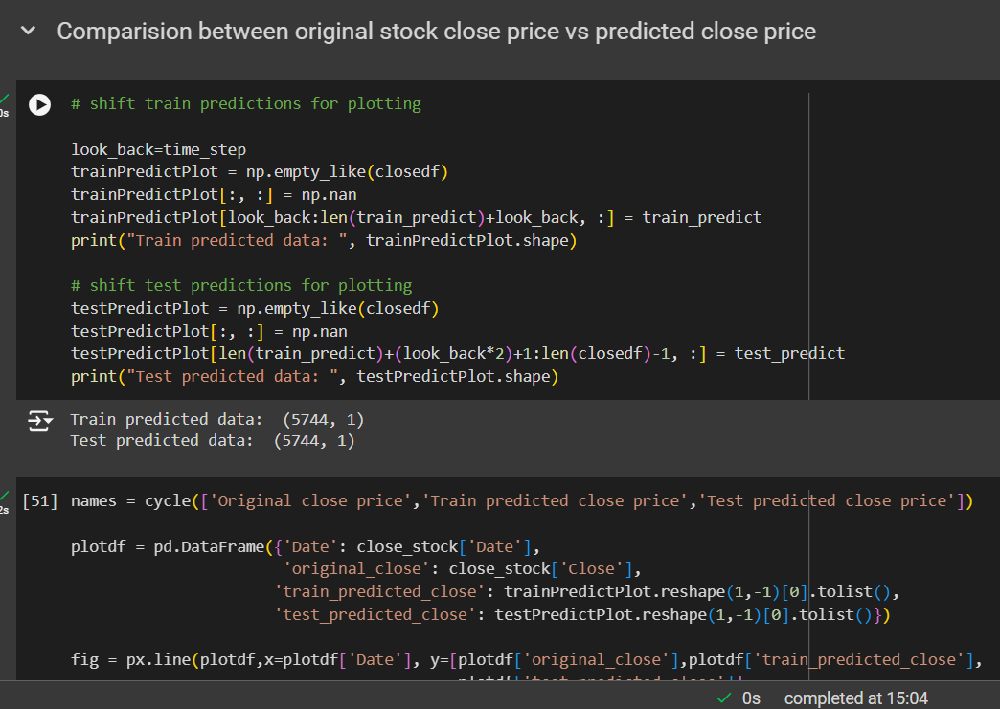 Comparision between original stock close price vs predicted close price
0s
# shift train predictions for plotting
look_back=time_step
trainPredictPlot = np.empty_like(closedf)
trainPredictPlot[:, :] = np.nan
trainPredictPlot[look_back:len(train_predict)+look_back, :] = train_predict
print("Train predicted data: ", trainPredictPlot.shape)
# shift test predictions for plotting
testPredictPlot = np.empty_like(closedf)
testPredictPlot[:, :] = np.nan
testPredictPlot[len(train_predict)+(look_back*2)+1:len(closedf)-1, :] = test_predict
print("Test predicted data: ", testPredictPlot.shape)
Train predicted data:  (5744, 1)
Test predicted data:  (5744, 1)
[51] names = cycle(['Original close price','Train predicted close price','Test predicted close price'])
2s
plotdf = pd.DataFrame({'Date': close_stock['Date'],
'original_close': close_stock['Close'],
'train_predicted_close': trainPredictPlot.reshape(1,-1)[0].tolist(),
'test_predicted_close': testPredictPlot.reshape(1,-1)[0].tolist()})
fig = px.line(plotdf,x=plotdf['Date'], y=[plotdf['original_close'],plotdf['train_predicted_close'],
0s completed at 15:04